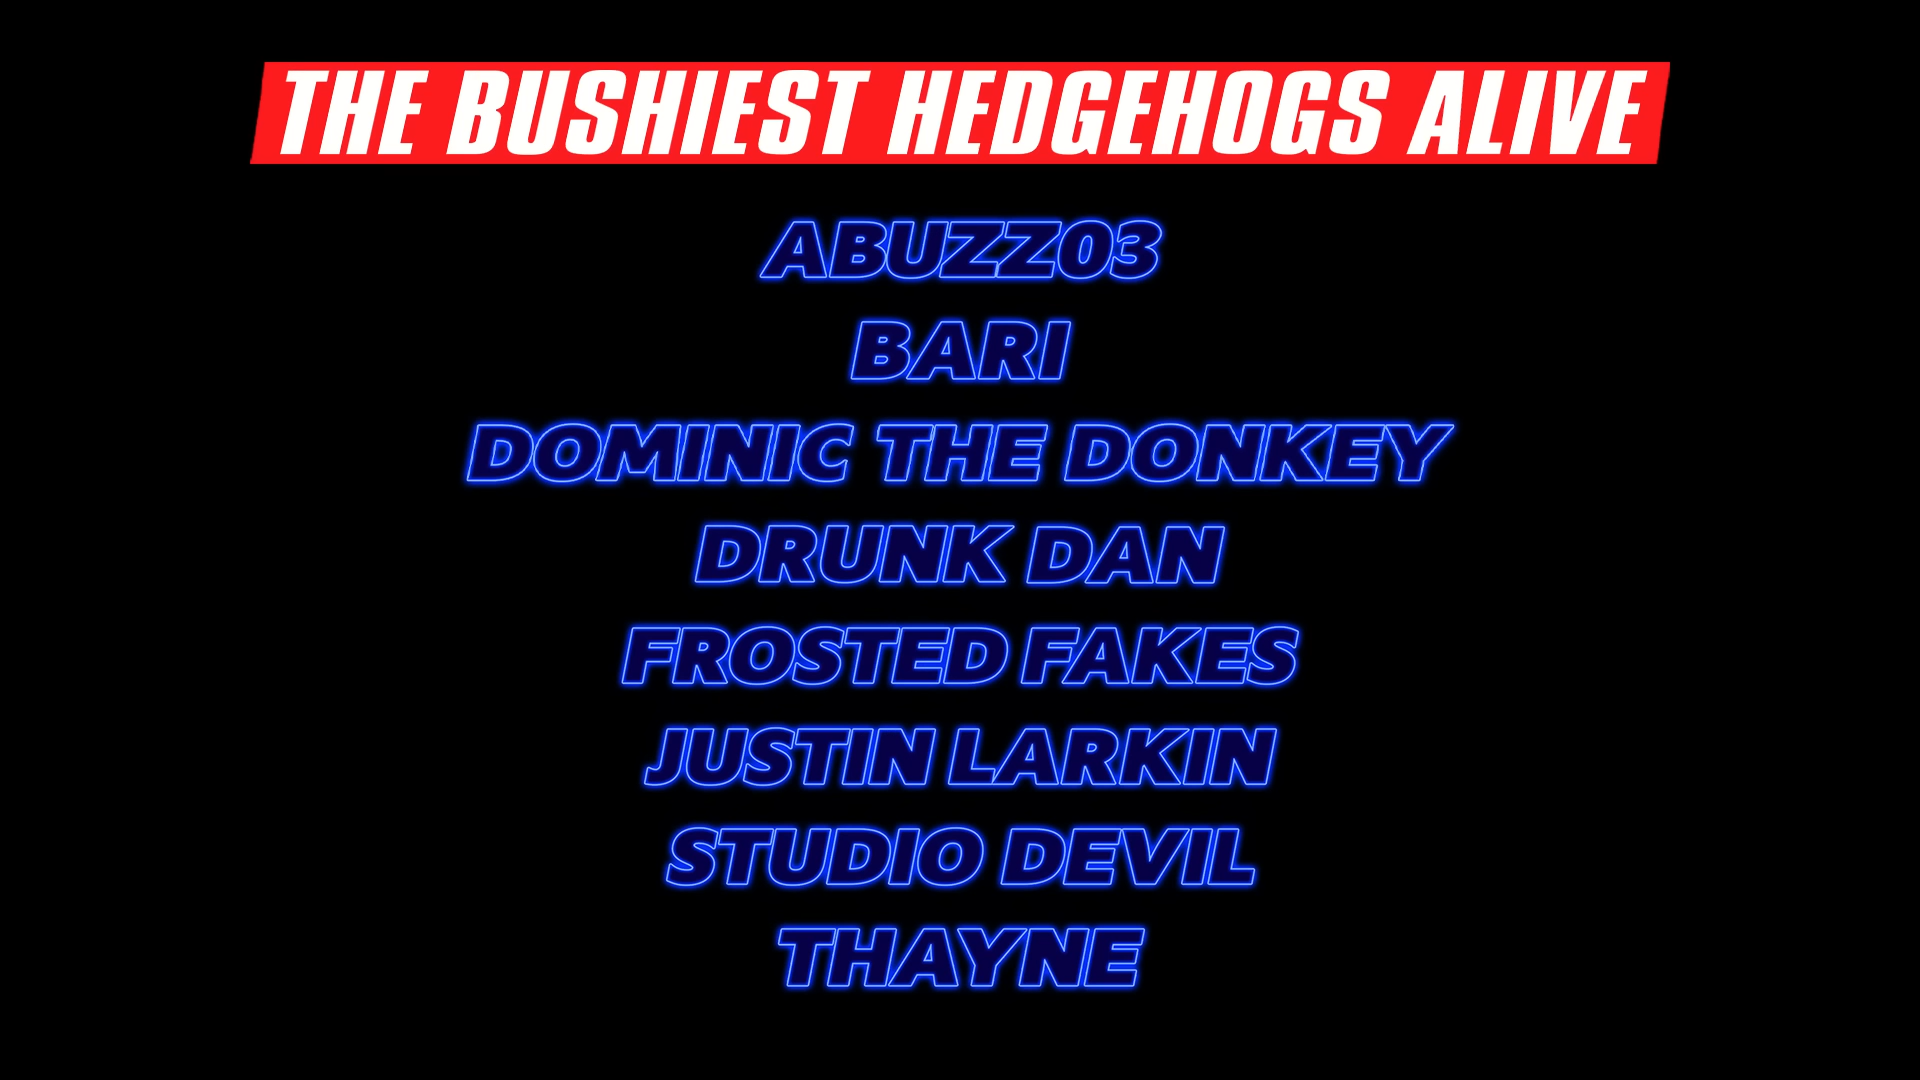 THE BUSHIEST HEDGEHOGS ALIVE
ABUZZ03
BARI
DOMINIC THE DONKEY
DRUNK DAN
FROSTED FAKES
JUSTIN LARKIN
STUDIO DEVIL
THAYNE